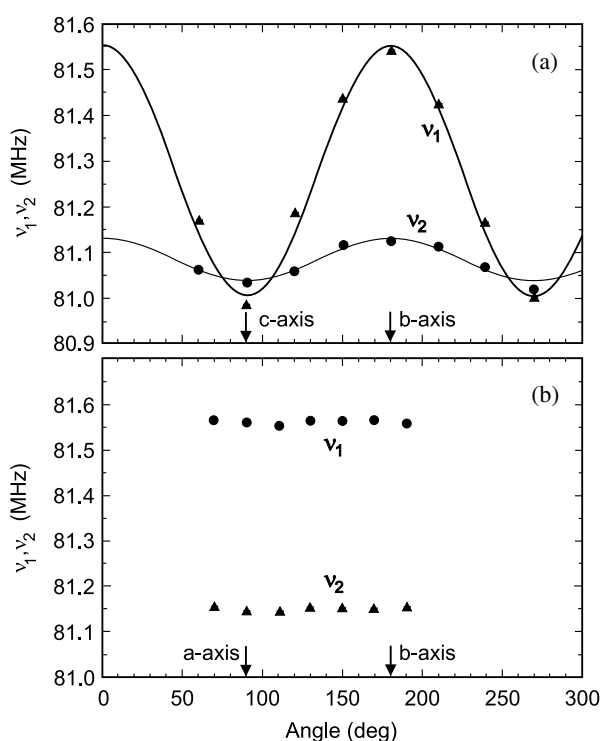 81.6
(a)
81.5
81.4
ν1
81.3
ν1, ν2 (MHz)
81.2
ν2
81.1
81.0
c-axis
b-axis
80.9
(b)
81.6
81.5
ν1
81.4
ν1, ν2 (MHz)
81.3
81.2
ν2
81.1
a-axis
b-axis
81.0
0 50 100 150 200 250 300
Angle (deg)